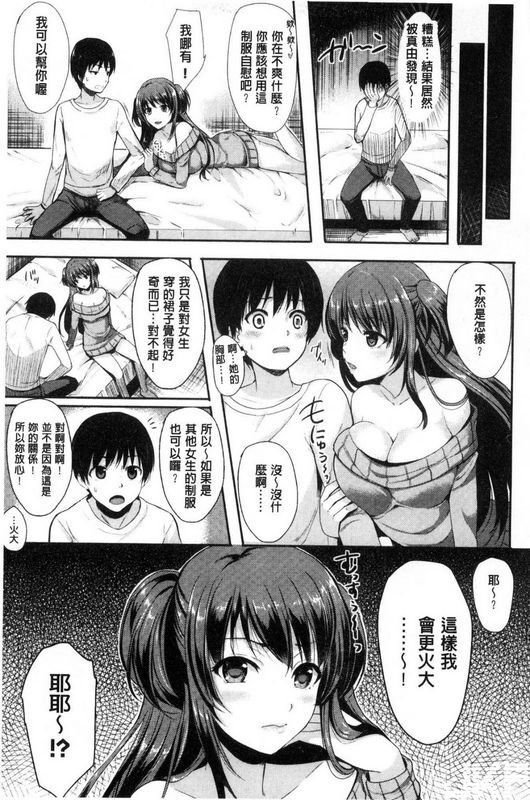 糟糕…結果居然
被真由發現~！
欸~欸~
你在不爽什麼？
你應該想用這
制服自慰吧？
我哪有！
我可以幫你喔
不然是怎樣？
啊…她的
胸部…！
沒~沒什
麼啊……
我只是對女生
穿的裙子覺得好
奇而已…對不起！
所以~如果是
其他女生的制服
也可以囉？
對啊對啊！
並不是因為這是
妳的關係！
所以妳放心！
…火大
耶~？
這樣我
會更火大
……~！
耶耶~!?